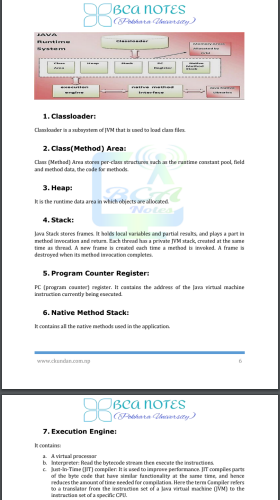 BCA NOTES
(Pokhara University)
JAVA
Runtime
System
Classloader
Class
Area
Heap
Stack
PC
Register
Native
Method
Stack
execution
engine
native method
interface
1. Classloader:
Classloader is a subsystem of JVM that is used to load class files.
2. Class(Method) Area:
Class (Method) Area stores per-class structures such as the runtime constant pool, field
and method data, the code for methods.
3. Heap:
It is the runtime data area in which objects are allocated.
4. Stack:
Java Stack stores frames. It holds local variables and partial results, and plays a part in
method invocation and return. Each thread has a private JVM stack, created at the same
time as thread. A new frame is created each time a method is invoked. A frame is
destroyed when its method invocation completes.
5. Program Counter Register:
PC (program counter) register. It contains the address of the Java virtual machine
instruction currently being executed.
6. Native Method Stack:
It contains all the native methods used in the application.
BCA
Notes
6
BCA NOTES
(Pokhara University)
7. Execution Engine:
It contains:
a. A virtual processor
b. Interpreter: Read the bytecode stream then execute the instructions.
c. Just-In-Time (JIT) compiler: It is used to improve performance. JIT compiles parts
of the byte code that have similar functionality at the same time, and hence
reduces the amount of time needed for compilation. Here the term Compiler refers
to a translator from the instruction set of a Java virtual machine (JVM) to the
instruction set of a specific CPU.